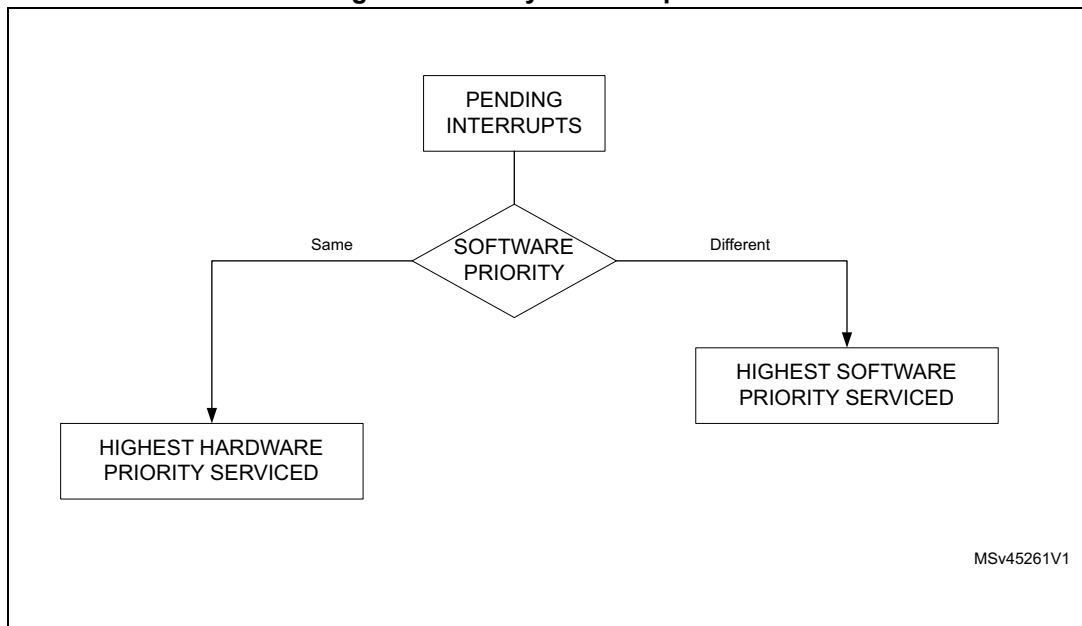 PENDING
INTERRUPTS
Same
SOFTWARE
PRIORITY
Different
HIGHEST SOFTWARE
PRIORITY SERVICED
HIGHEST HARDWARE
PRIORITY SERVICED
MSv45261V1